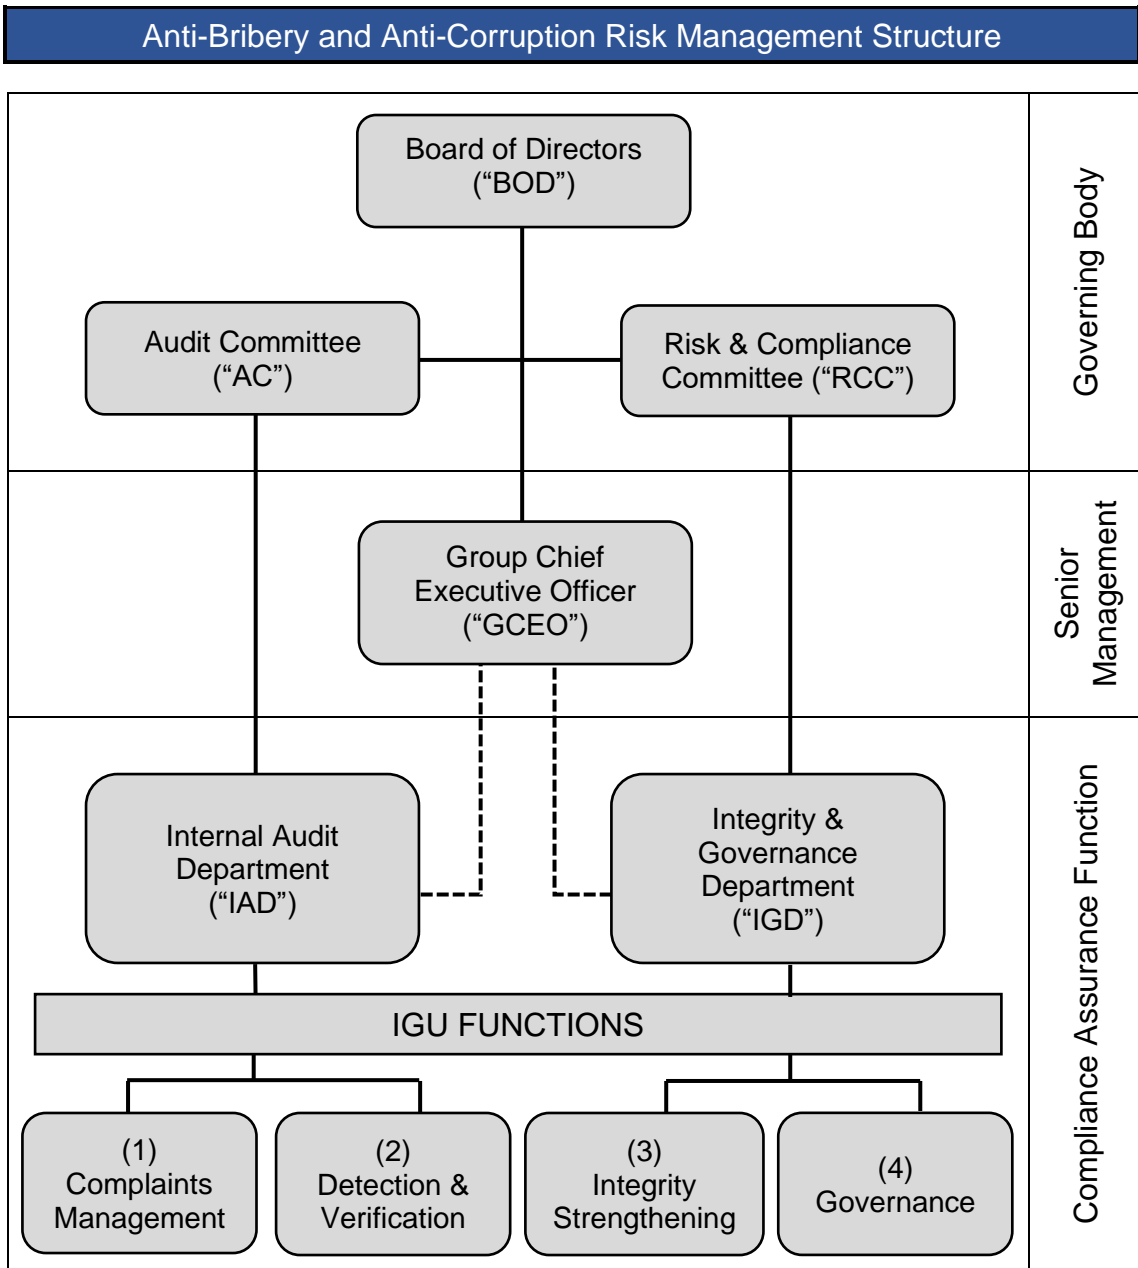 Anti-Bribery and Anti-Corruption Risk Management Structure
Board of Directors
(“BOD”)
Governing Body
Audit Committee
(“AC”)
Risk & Compliance
Committee (“RCC”)
Group Chief
Executive Officer
(“GCEO”)
Senior
Management
Internal Audit
Department
(“IAD”)
Integrity &
Governance
Department
(“IGD”)
Compliance Assurance Function
IGU FUNCTIONS
(1)
Complaints
Management
(2)
Detection &
Verification
(3)
Integrity
Strengthening
(4)
Governance